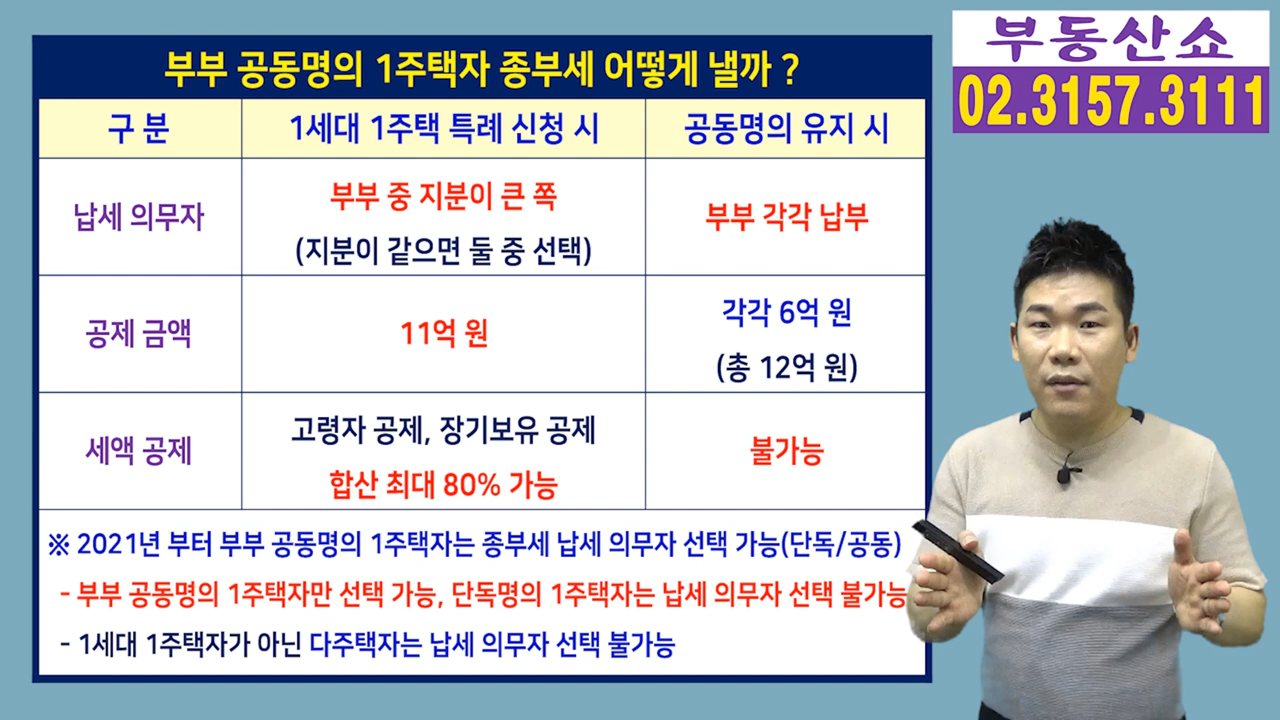 부동산쇼
02.3157.3111
부부 공동명의 1주택자 종부세 어떻게 낼까 ?
구 분
1세대 1주택 특례 신청 시
공동명의 유지 시
납세 의무자
부부 중 지분이 큰 쪽
(지분이 같으면 둘 중 선택)
부부 각각 납부
공제 금액
11억 원
각각 6억 원
(총 12억 원)
세액 공제
고령자 공제, 장기보유 공제
합산 최대 80% 가능
불가능
※ 2021년 부터 부부 공동명의 1주택자는 종부세 납세 의무자 선택 가능(단독/공동)
- 부부 공동명의 1주택자만 선택 가능, 단독명의 1주택자는 납세 의무자 선택 불가능
- 1세대 1주택자가 아닌 다주택자는 납세 의무자 선택 불가능